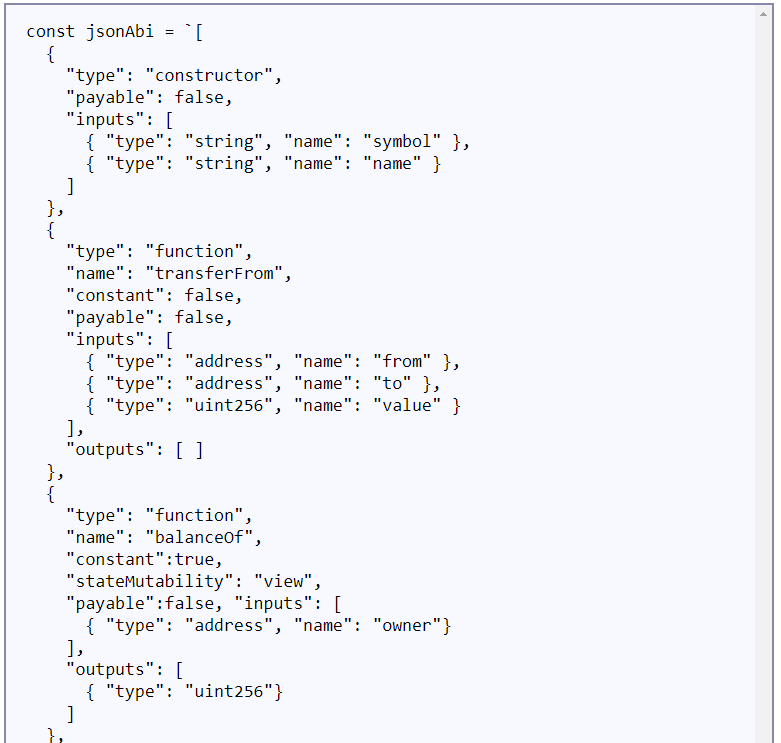 const jsonAbi = `[
  {
    "type": "constructor",
    "payable": false,
    "inputs": [
      { "type": "string", "name": "symbol" },
      { "type": "string", "name": "name" }
    ]
  },
  {
    "type": "function",
    "name": "transferFrom",
    "constant": false,
    "payable": false,
    "inputs": [
      { "type": "address", "name": "from" },
      { "type": "address", "name": "to" },
      { "type": "uint256", "name": "value" }
    ],
    "outputs": [ ]
  },
  {
    "type": "function",
    "name": "balanceOf",
    "constant":true,
    "stateMutability": "view",
    "payable":false, "inputs": [
      { "type": "address", "name": "owner"}
    ],
    "outputs": [
      { "type": "uint256"}
    ]
  },